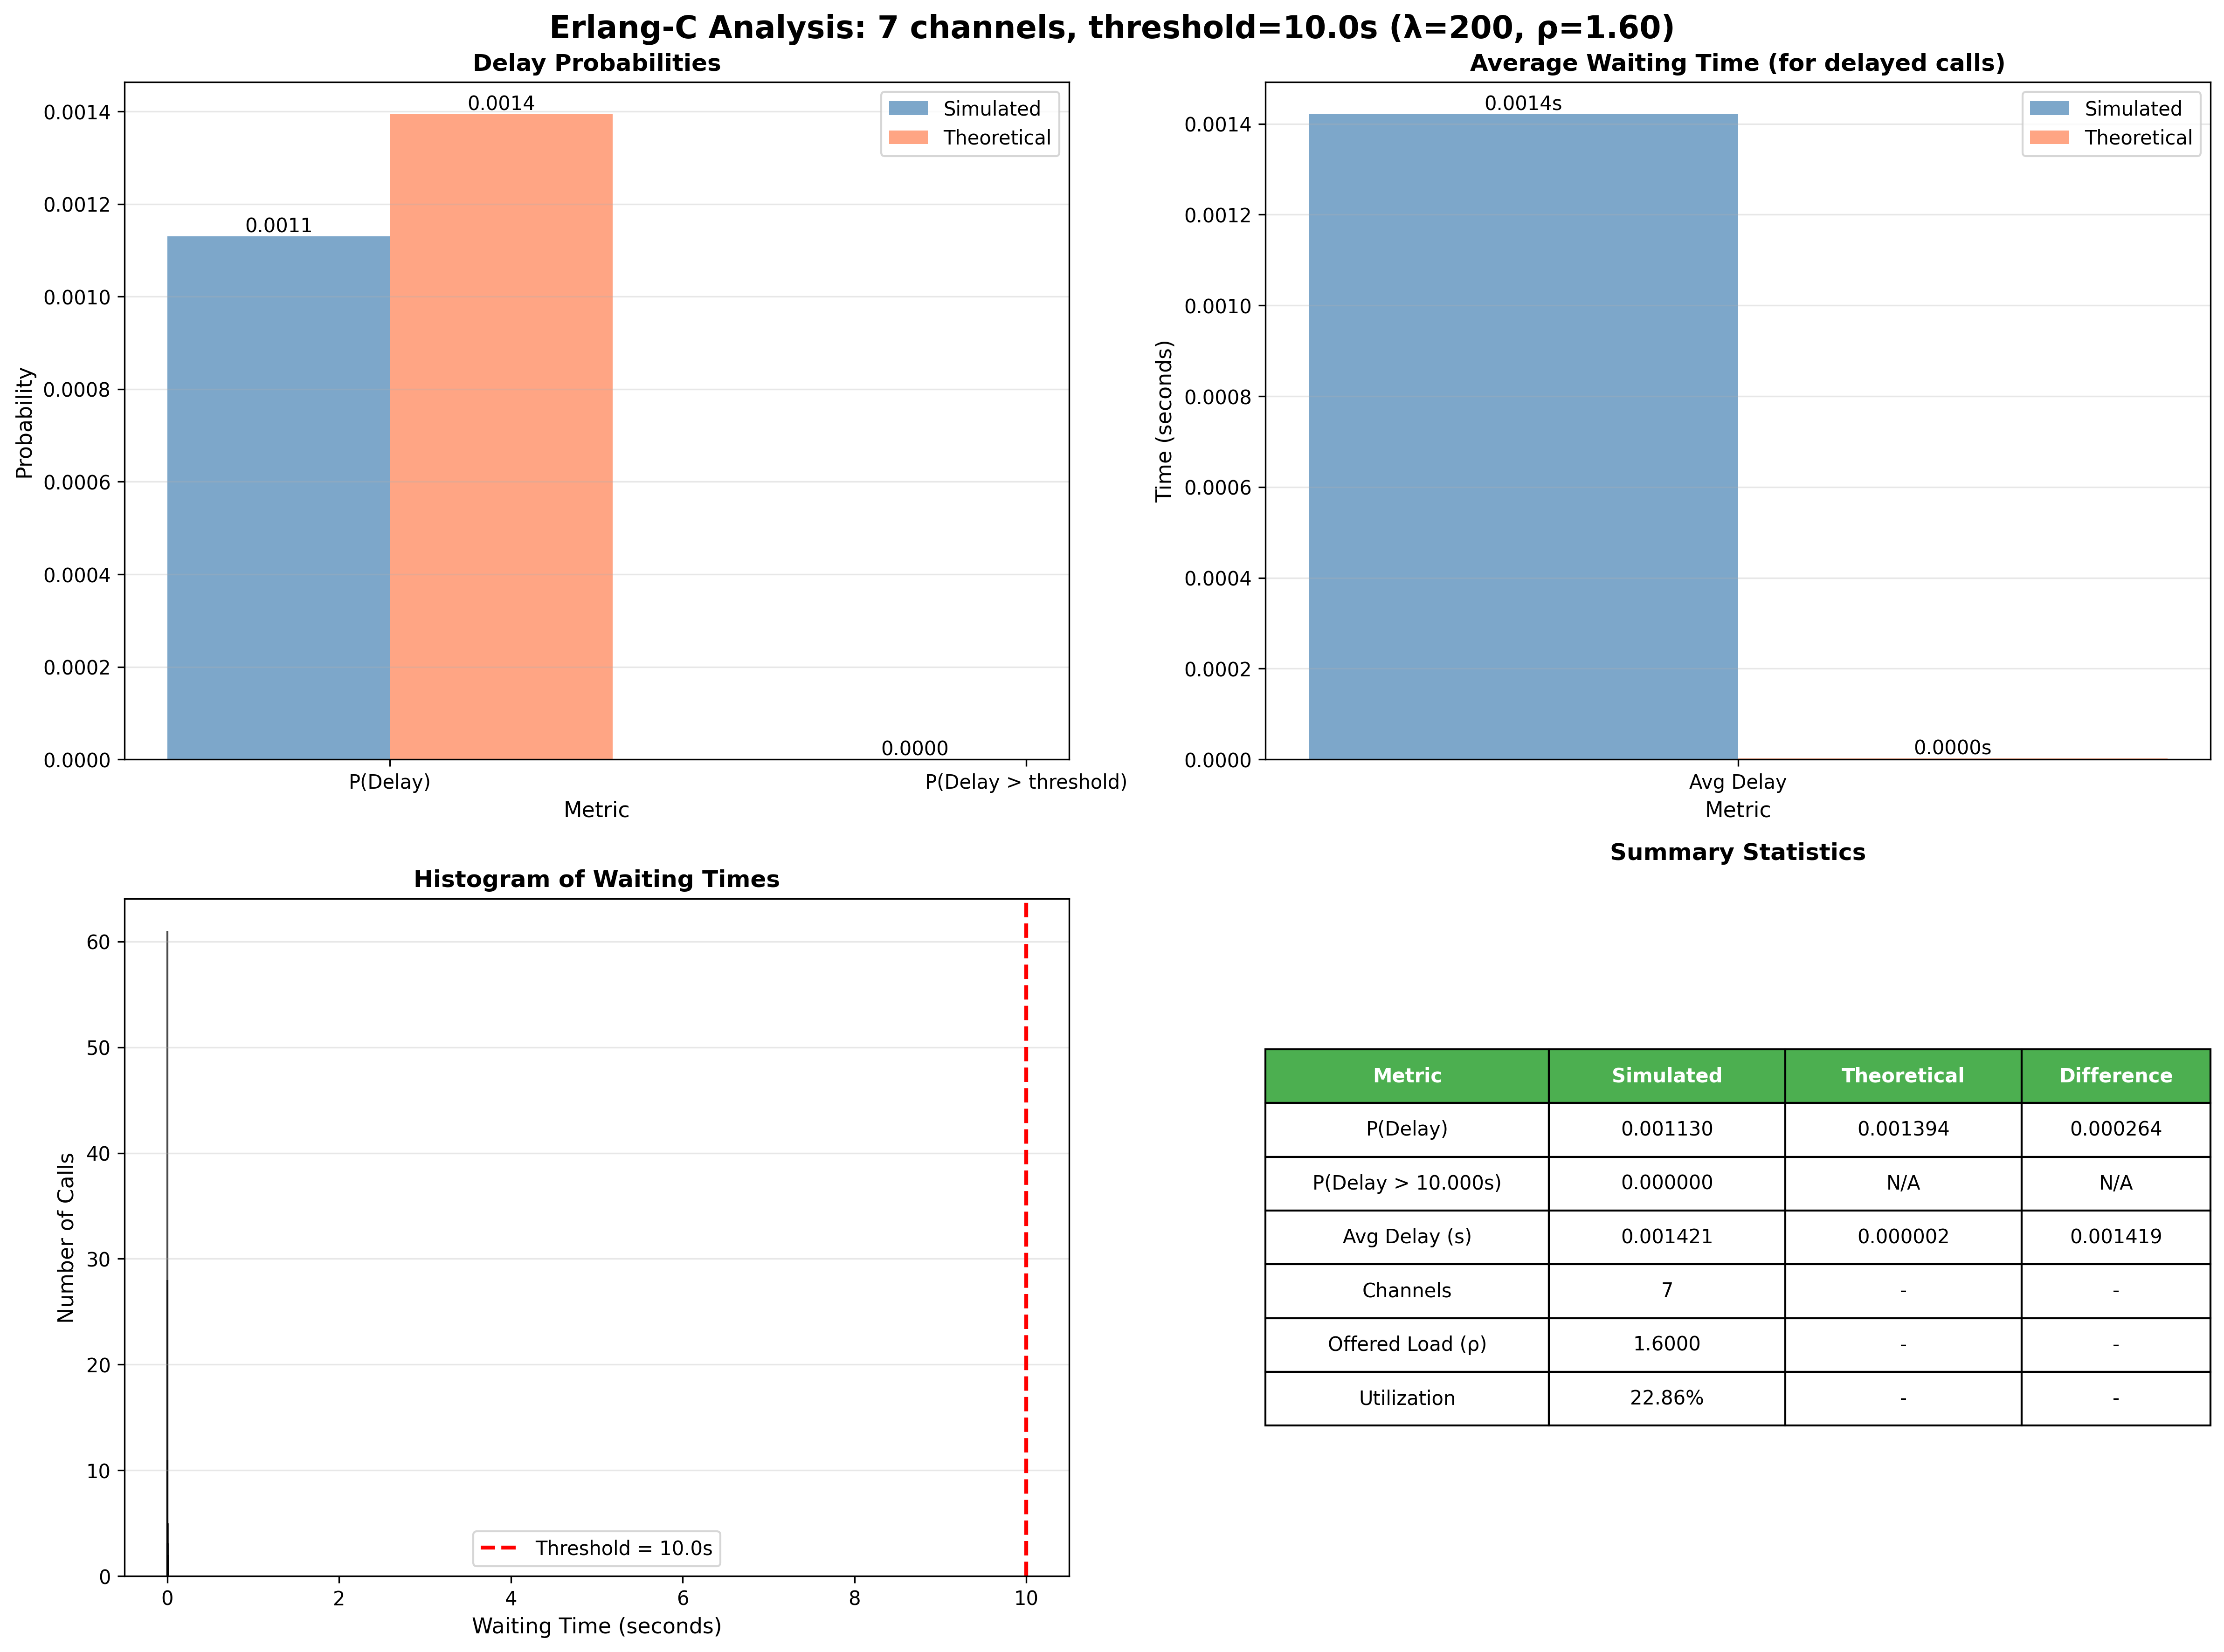 Erlang-C Analysis: 7 channels, threshold=10.0s (λ=200, ρ=1.60)
Delay Probabilities
Probability
0.0014
0.0012
0.0010
0.0008
0.0006
0.0004
0.0002
0.0000
0.0011
0.0014
0.0000
Simulated
Theoretical
P(Delay)
P(Delay > threshold)
Metric
Average Waiting Time (for delayed calls)
Time (seconds)
0.0014
0.0012
0.0010
0.0008
0.0006
0.0004
0.0002
0.0000
0.0014s
0.0000s
Simulated
Theoretical
Avg Delay
Metric
Histogram of Waiting Times
Number of Calls
60
50
40
30
20
10
0
Threshold = 10.0s
0 2 4 6 8 10
Waiting Time (seconds)
Summary Statistics
Metric Simulated Theoretical Difference
P(Delay) 0.001130 0.001394 0.000264
P(Delay > 10.000s) 0.000000 N/A N/A
Avg Delay (s) 0.001421 0.000002 0.001419
Channels 7 - -
Offered Load (ρ) 1.6000 - -
Utilization 22.86% - -